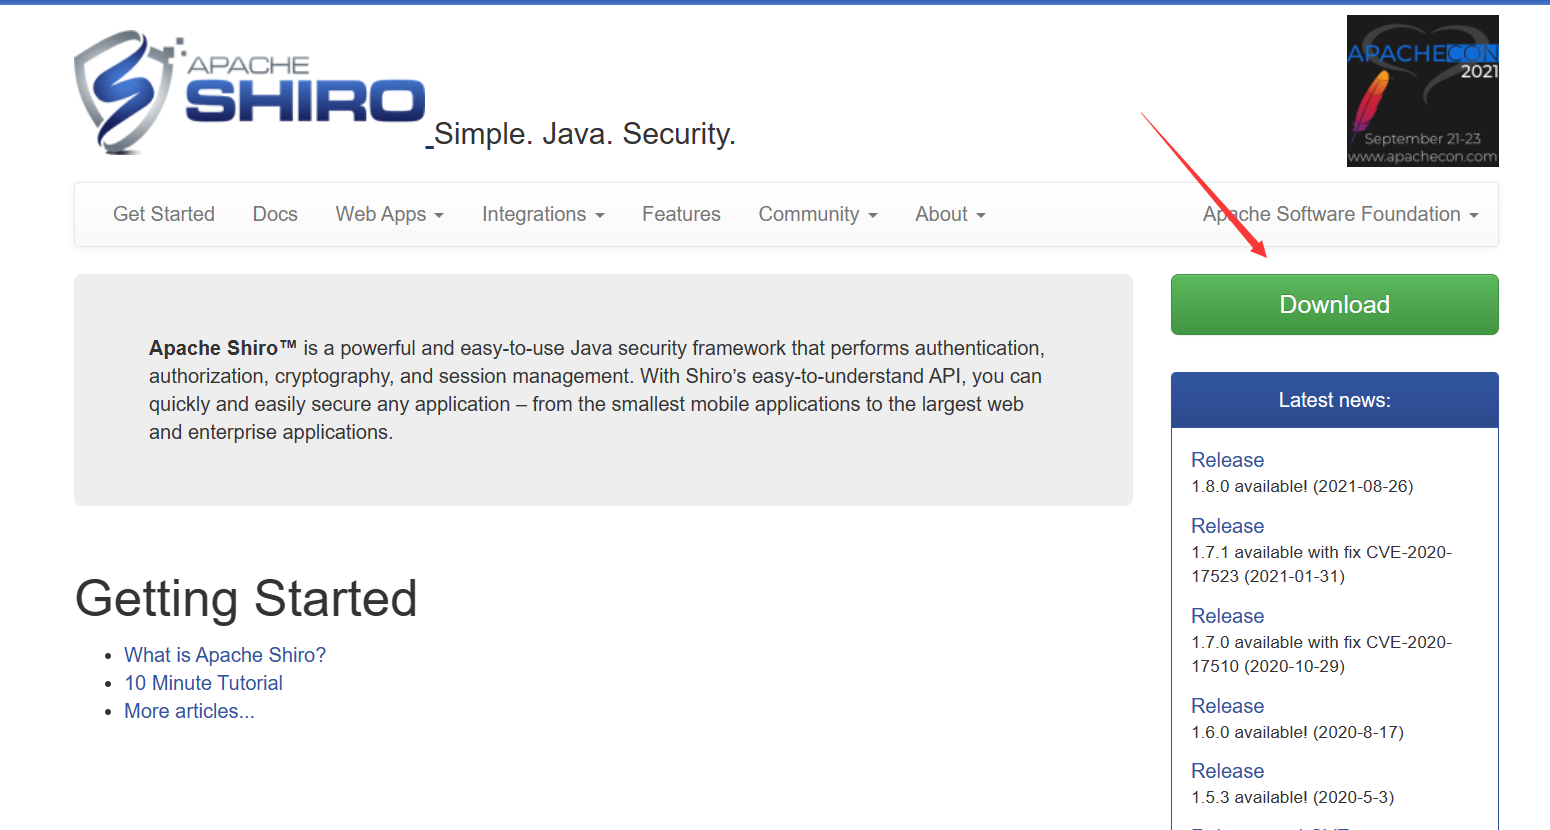 APACHE
SHIRO
Simple. Java. Security.
APACHECON
2021
September 21-23
www.apachecon.com
Get Started Docs Web Apps Integrations Features Community About Apache Software Foundation
Download
Apache Shiro™ is a powerful and easy-to-use Java security framework that performs authentication,
authorization, cryptography, and session management. With Shiro’s easy-to-understand API, you can
quickly and easily secure any application – from the smallest mobile applications to the largest web
and enterprise applications.
Getting Started
What is Apache Shiro?
10 Minute Tutorial
More articles...
Latest news:
Release
1.8.0 available! (2021-08-26)
Release
1.7.1 available with fix CVE-2020-
17523 (2021-01-31)
Release
1.7.0 available with fix CVE-2020-
17510 (2020-10-29)
Release
1.6.0 available! (2020-8-17)
Release
1.5.3 available! (2020-5-3)